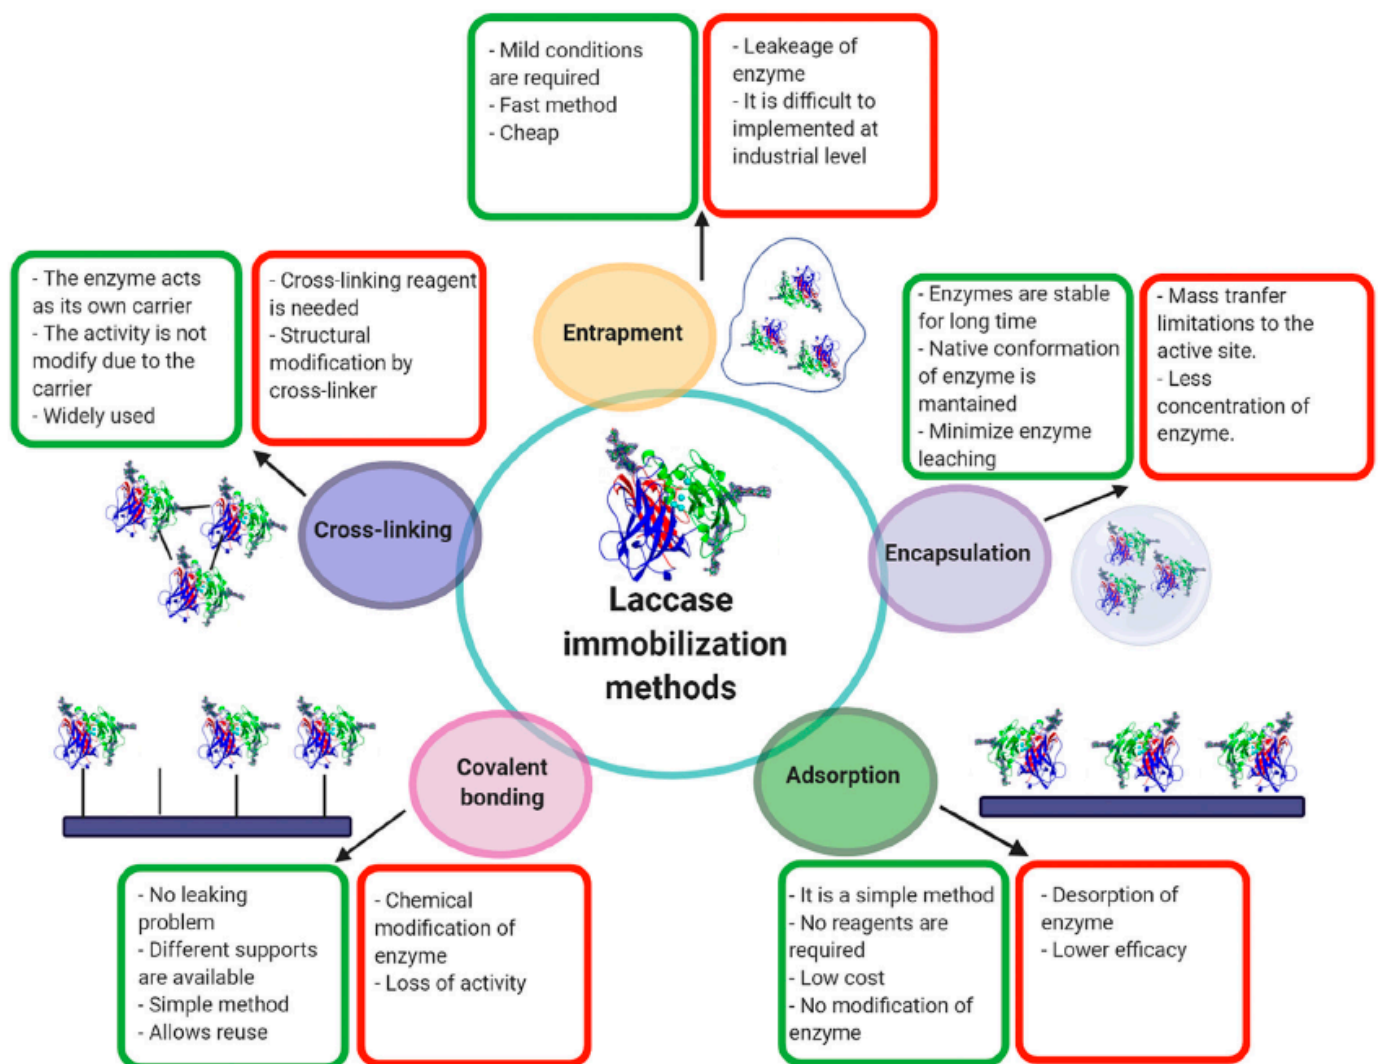 - Mild conditions
are required
- Fast method
- Cheap
- Leakeage of
enzyme
- It is difficult to
implemented at
industrial level
- The enzyme acts
as its own carrier
- The activity is not
modify due to the
carrier
- Widely used
- Cross-linking reagent
is needed
- Structural
modification by
cross-linker
Entrapment
- Enzymes are stable
for long time
- Native conformation
of enzyme is
mantained
- Minimize enzyme
leaching
- Mass tranfer
limitations to the
active site.
- Less
concentration of
enzyme.
Cross-linking
Encapsulation
Laccase
immobilization
methods
Covalent
bonding
Adsorption
- No leaking
problem
- Different supports
are available
- Simple method
- Allows reuse
- Chemical
modification of
enzyme
- Loss of activity
- It is a simple method
- No reagents are
required
- Low cost
- No modification of
enzyme
- Desorption of
enzyme
- Lower efficacy